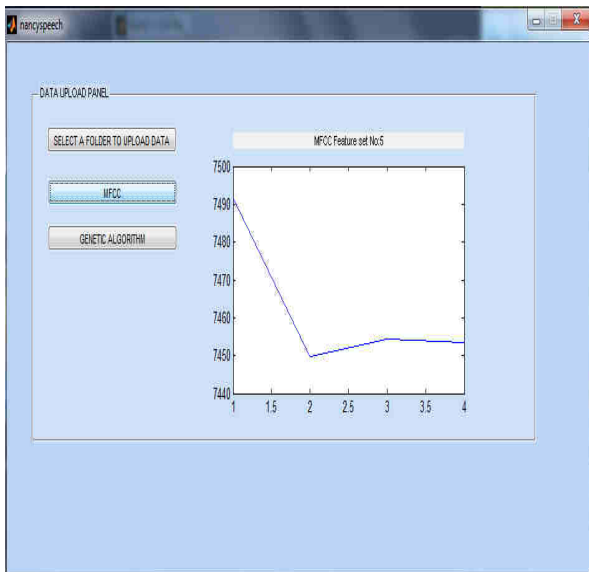 nancyspeech
DATA UPLOAD PANEL
SELECT A FOLDER TO UPLOAD DATA
MFCC
GENETIC ALGORITHM
MFCC Feature set No:5
7500
7490
7480
7470
7460
7450
7440
1 1.5 2 2.5 3 3.5 4